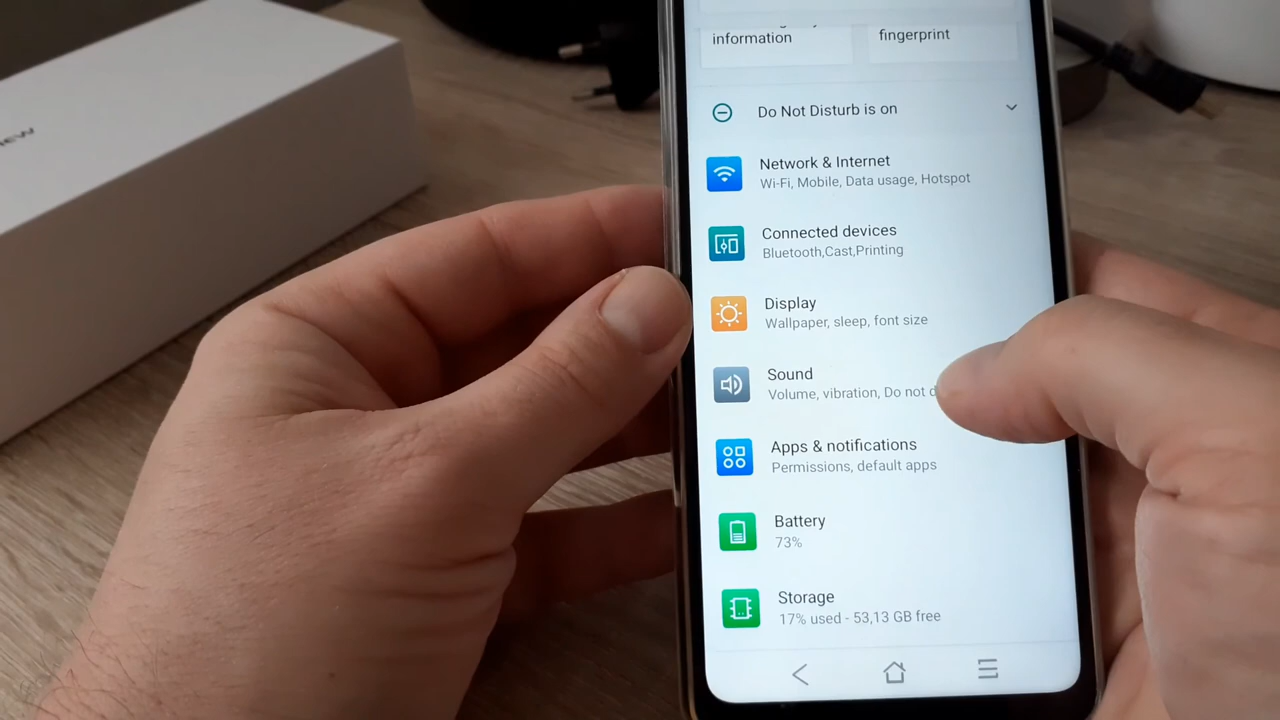 information
fingerprint
Do Not Disturb is on
Network & Internet
Wi-Fi, Mobile, Data usage, Hotspot
Connected devices
Bluetooth,Cast,Printing
Display
Wallpaper, sleep, font size
Sound
Volume, vibration, Do not
Apps & notifications
Permissions, default apps
Battery
73%
Storage
17% used - 53,13 GB free